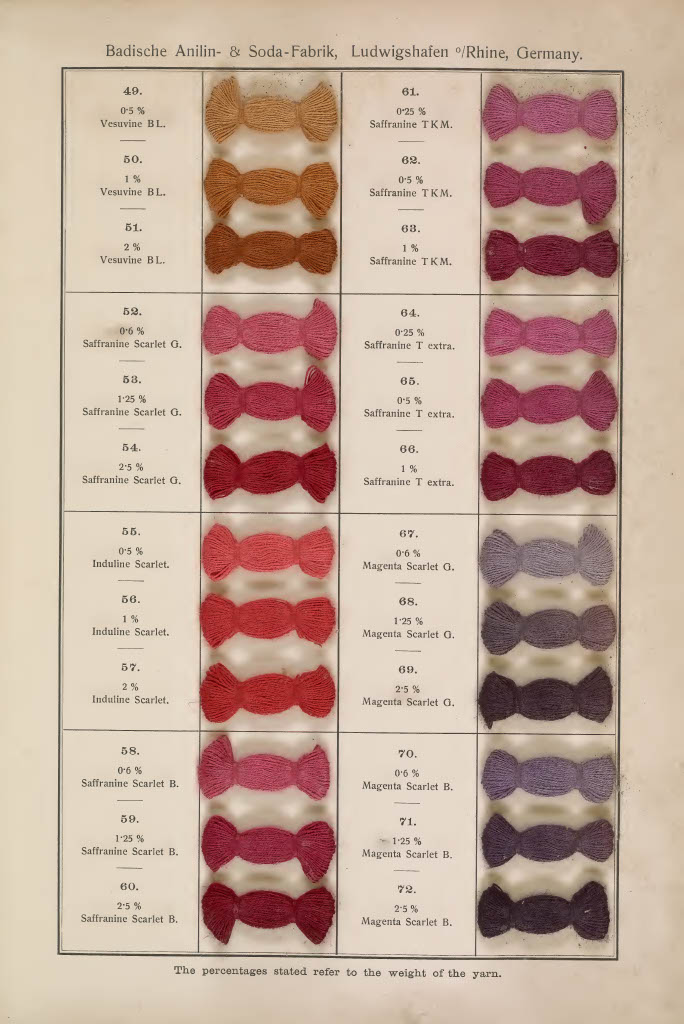 Badische Anilin- & Soda-Fabrik, Ludwigshafen o/Rhine, Germany.
49.
0·5 %
Vesuvine BL.
50.
1 %
Vesuvine BL.
51.
2 %
Vesuvine BL.
52.
0·6 %
Saffranine Scarlet G.
53.
1·25 %
Saffranine Scarlet G.
54.
2·5 %
Saffranine Scarlet G.
55.
0·5 %
Induline Scarlet.
56.
1 %
Induline Scarlet.
57.
2 %
Induline Scarlet.
58.
0·6 %
Saffranine Scarlet B.
59.
1·25 %
Saffranine Scarlet B.
60.
2·5 %
Saffranine Scarlet B.
61.
0·25 %
Saffranine TKM.
62.
0·5 %
Saffranine TKM.
63.
1 %
Saffranine TKM.
64.
0·25 %
Saffranine T extra.
65.
0·5 %
Saffranine T extra.
66.
1 %
Saffranine T extra.
67.
0·6 %
Magenta Scarlet G.
68.
1·25 %
Magenta Scarlet G.
69.
2·5 %
Magenta Scarlet G.
70.
0·6 %
Magenta Scarlet B.
71.
1·25 %
Magenta Scarlet B.
72.
2·5 %
Magenta Scarlet B.
The percentages stated refer to the weight of the yarn.